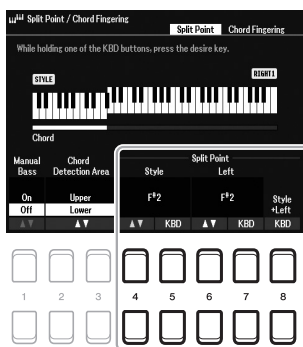 Split Point / Chord Fingering
Split Point Chord Fingering
While holding one of the KBD buttons, press the desire key.
STYLE RIGHT1
Chord
Split Point
Manual Bass Chord Detection Area Style Left
On Upper F#2 F#2 Style +Left
Off Lower
▲▼ ▲▼ ▲▼ KBD ▲▼ KBD KBD
1 2 3 4 5 6 7 8